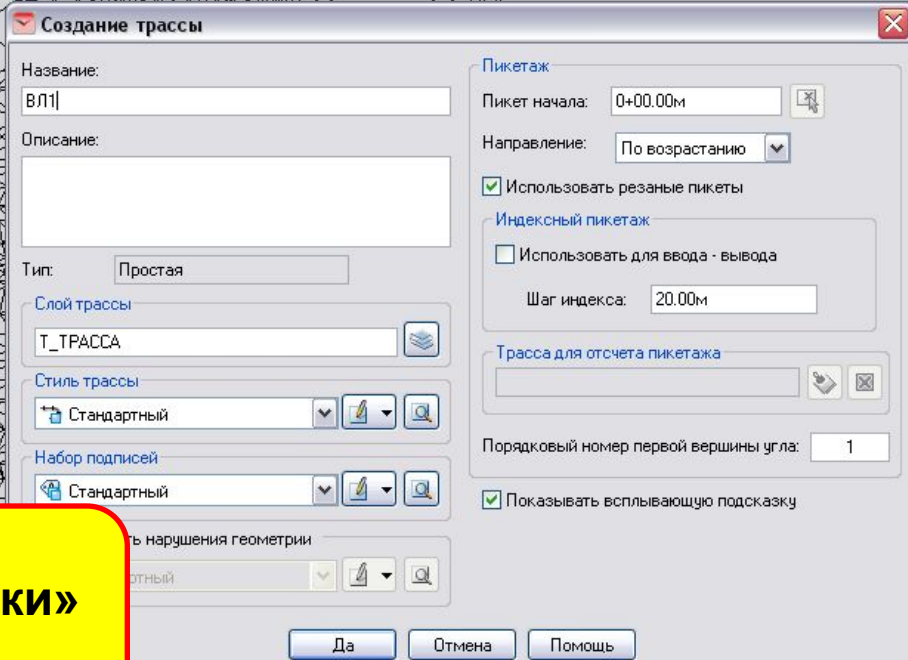 Создание трассы
Название:
ВЛ1
Описание:
Тип: Простая
Слой трассы
Т_ТРАССА
Стиль трассы
Стандартный
Набор подписей
Стандартный
нарушения геометрии
Да Отмена Помощь
Пикетаж
Пикет начала: 0+00.00м
Направление: По возрастанию
Использовать резаные пикеты
Индексный пикетаж
Использовать для ввода - вывода
Шаг индекса: 20.00м
Трасса для отсчета пикетажа
Порядковый номер первой вершины угла: 1
Показывать всплывающую подсказку
ки»